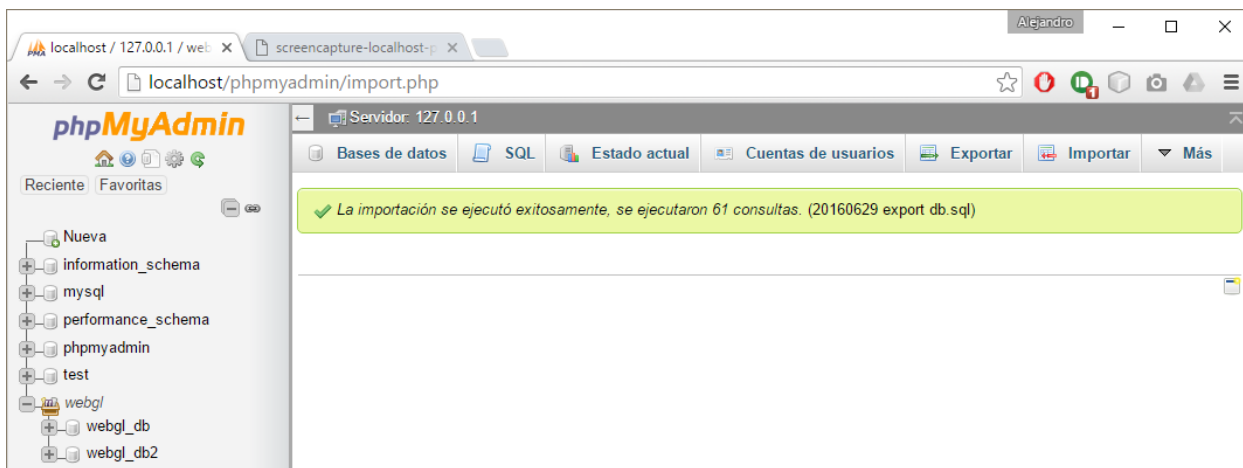 Alejandro
PMA localhost / 127.0.0.1 / web
screencapture-localhost-p
localhost/phpmyadmin/import.php
1
phpMyAdmin
Reciente Favoritas
Nueva
information_schema
mysql
performance_schema
phpmyadmin
test
webgl
webgl_db
webgl_db2
Servidor: 127.0.0.1
Bases de datos SQL Estado actual Cuentas de usuarios Exportar Importar Más
La importación se ejecutó exitosamente, se ejecutaron 61 consultas. (20160629 export db.sql)